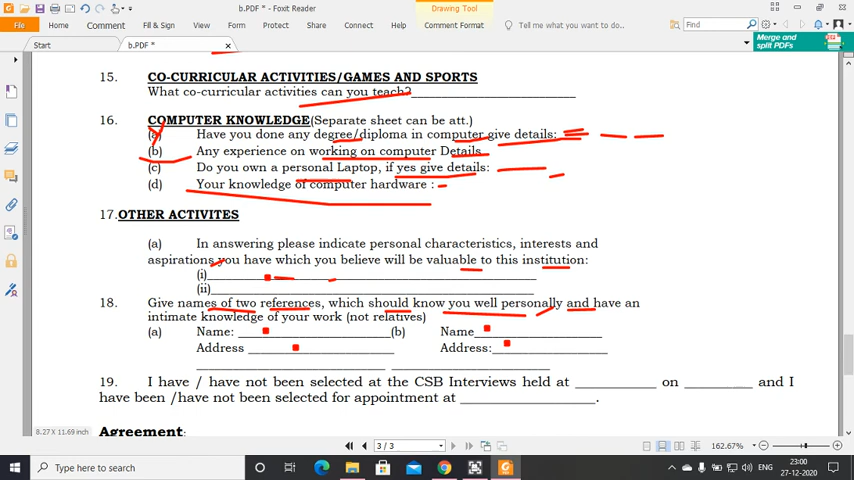 b.PDF * - Foxit Reader
Drawing Tool
File
Home
Comment
Fill & Sign
View
Form
Protect
Share
Connect
Help
Extras
Comment Format
Tell me what you want to do...
Find
Start
b.PDF *
Merge and
split PDFs
15. CO-CURRICULAR ACTIVITIES/GAMES AND SPORTS
What co-curricular activities can you teach?
16. COMPUTER KNOWLEDGE(Separate sheet can be att.)
(a) Have you done any degree/diploma in computer give details:
(b) Any experience on working on computer Details
(c) Do you own a personal Laptop, if yes give details:
(d) Your knowledge of computer hardware :
17.OTHER ACTIVITES
(a) In answering please indicate personal characteristics, interests and
aspirations you have which you believe will be valuable to this institution:
(i)
(ii)
18. Give names of two references, which should know you well personally and have an
intimate knowledge of your work (not relatives)
(a) Name: (b) Name
Address Address:
19. I have / have not been selected at the CSB Interviews held at ___________ on _________ and I
have been /have not been selected for appointment at __________________.
Agreement:
8.27 x 11.69 inch
3 / 3
162.67%
Type here to search
ENG
23:00
27-12-2020